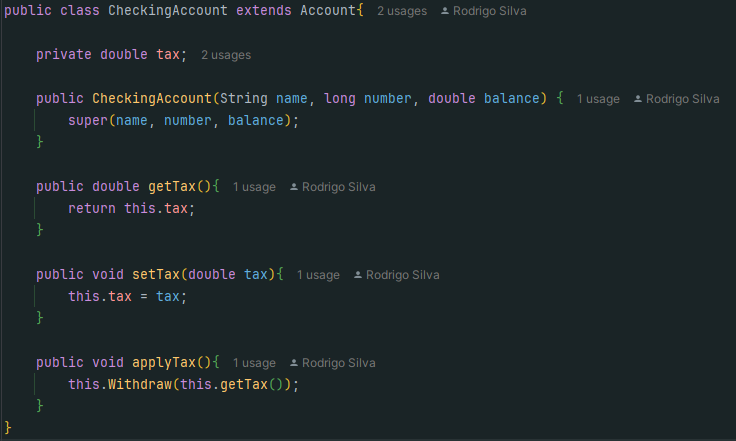 public class CheckingAccount extends Account{ 2 usages Rodrigo Silva
private double tax; 2 usages
public CheckingAccount(String name, long number, double balance) { 1 usage Rodrigo Silva
super(name, number, balance);
}
public double getTax(){ 1 usage Rodrigo Silva
return this.tax;
}
public void setTax(double tax){ 1 usage Rodrigo Silva
this.tax = tax;
}
public void applyTax(){ 1 usage Rodrigo Silva
this.Withdraw(this.getTax());
}
}